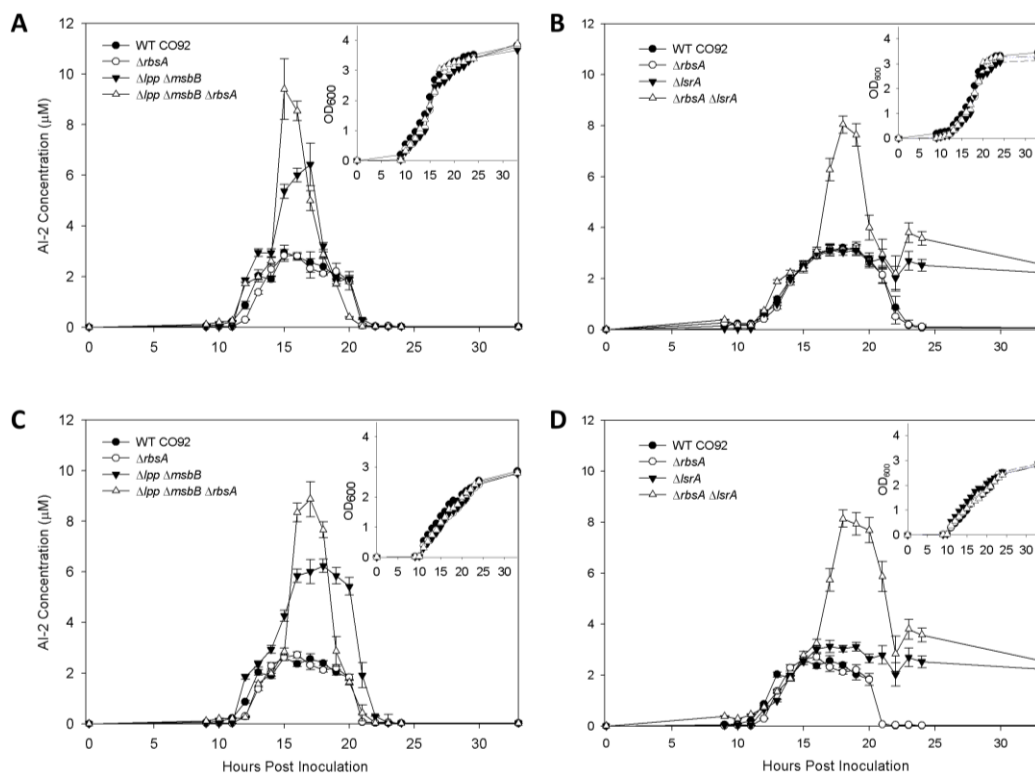 A
12
10
8
6
4
2
0
AI-2 Concentration (µM)
WT CO92
ΔrbsA
Δlpp ΔmsbB
Δlpp ΔmsbB ΔrbsA
4
3
2
1
0
OD600
0 5 10 15 20 25 30
0 5 10 15 20 25 30
B
12
10
8
6
4
2
0
WT CO92
ΔrbsA
ΔlsrA
ΔrbsA ΔlsrA
4
3
2
1
0
OD600
0 5 10 15 20 25 30
0 5 10 15 20 25 30
C
12
10
8
6
4
2
0
AI-2 Concentration (µM)
WT CO92
ΔrbsA
Δlpp ΔmsbB
Δlpp ΔmsbB ΔrbsA
4
3
2
1
0
OD600
0 5 10 15 20 25 30
0 5 10 15 20 25 30
Hours Post Inoculation
D
12
10
8
6
4
2
0
WT CO92
ΔrbsA
ΔlsrA
ΔrbsA ΔlsrA
4
3
2
1
0
OD600
0 5 10 15 20 25 30
0 5 10 15 20 25 30
Hours Post Inoculation